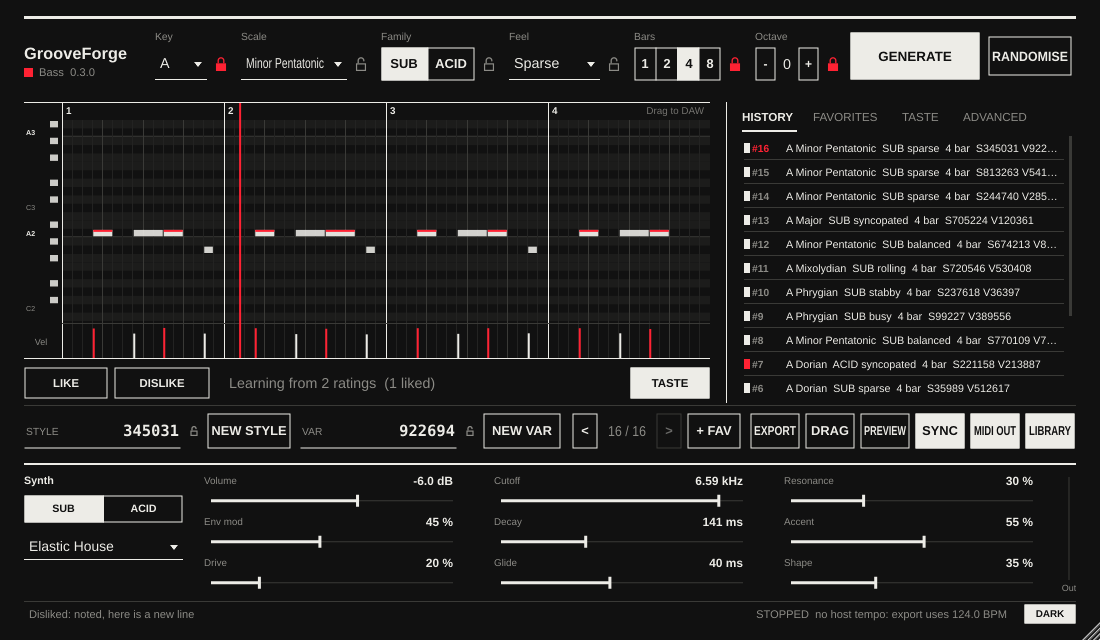 GrooveForge
Bass 0.3.0
Key
A
Scale
Minor Pentatonic
Family
SUB ACID
Feel
Sparse
Bars
1 2 4 8
Octave
- 0 +
GENERATE
RANDOMISE
1 2 3 4 Drag to DAW
A3
C3
A2
C2
Vel
LIKE DISLIKE Learning from 2 ratings (1 liked) TASTE
HISTORY FAVORITES TASTE ADVANCED
#16 A Minor Pentatonic SUB sparse 4 bar S345031 V922...
#15 A Minor Pentatonic SUB sparse 4 bar S813263 V541...
#14 A Minor Pentatonic SUB sparse 4 bar S244740 V285...
#13 A Major SUB syncopated 4 bar S705224 V120361
#12 A Minor Pentatonic SUB balanced 4 bar S674213 V8...
#11 A Mixolydian SUB rolling 4 bar S720546 V530408
#10 A Phrygian SUB stabby 4 bar S237618 V36397
#9 A Phrygian SUB busy 4 bar S99227 V389556
#8 A Minor Pentatonic SUB balanced 4 bar S770109 V7...
#7 A Dorian ACID syncopated 4 bar S221158 V213887
#6 A Dorian SUB sparse 4 bar S35989 V512617
STYLE 345031 NEW STYLE VAR 922694 NEW VAR < 16 / 16 > + FAV EXPORT DRAG PREVIEW SYNC MIDI OUT LIBRARY
Synth
SUB ACID
Elastic House
Volume -6.0 dB
Cutoff 6.59 kHz
Resonance 30 %
Env mod 45 %
Decay 141 ms
Accent 55 %
Drive 20 %
Glide 40 ms
Shape 35 %
Out
Disliked: noted, here is a new line
STOPPED no host tempo: export uses 124.0 BPM
DARK